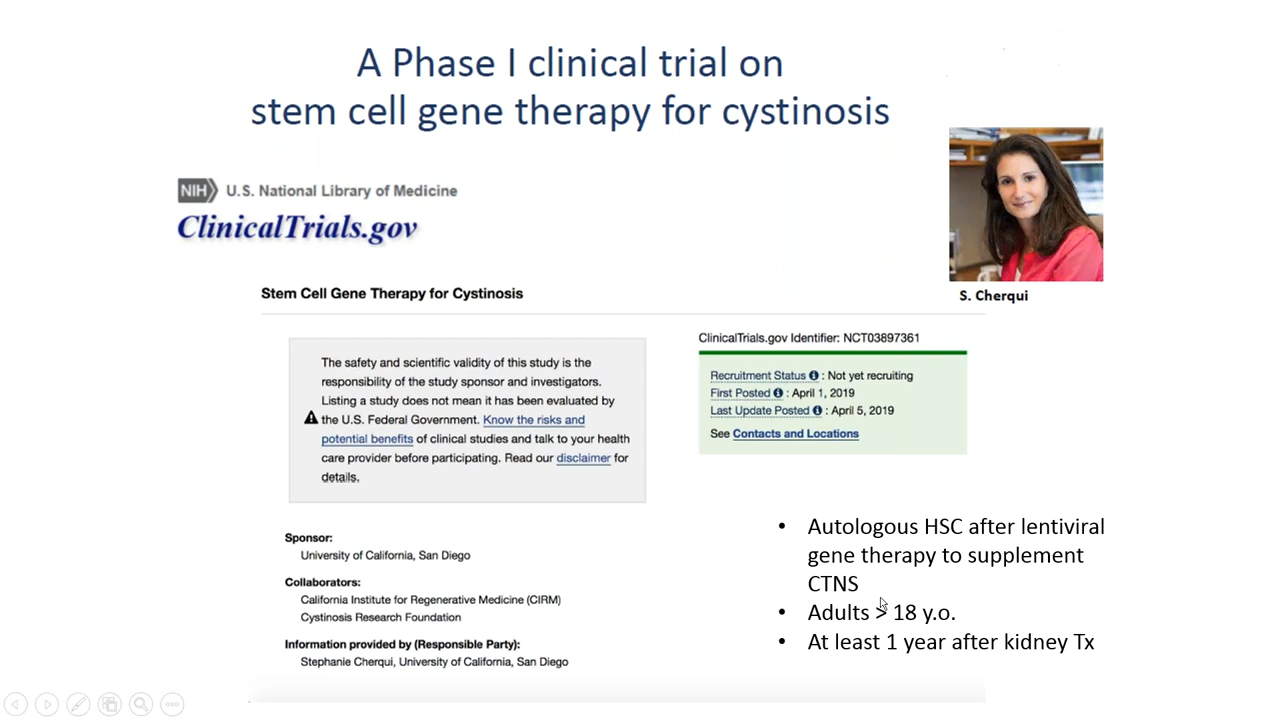 A Phase I clinical trial on
stem cell gene therapy for cystinosis
NIH U.S. National Library of Medicine
ClinicalTrials.gov
S. Cherqui
Stem Cell Gene Therapy for Cystinosis
The safety and scientific validity of this study is the
responsibility of the study sponsor and investigators.
Listing a study does not mean it has been evaluated by
the U.S. Federal Government. Know the risks and
potential benefits of clinical studies and talk to your health
care provider before participating. Read our disclaimer for
details.
ClinicalTrials.gov Identifier: NCT03897361
Recruitment Status : Not yet recruiting
First Posted : April 1, 2019
Last Update Posted : April 5, 2019
See Contacts and Locations
Sponsor:
University of California, San Diego
Collaborators:
California Institute for Regenerative Medicine (CIRM)
Cystinosis Research Foundation
Information provided by (Responsible Party):
Stephanie Cherqui, University of California, San Diego
• Autologous HSC after lentiviral
gene therapy to supplement
CTNS
• Adults > 18 y.o.
• At least 1 year after kidney Tx